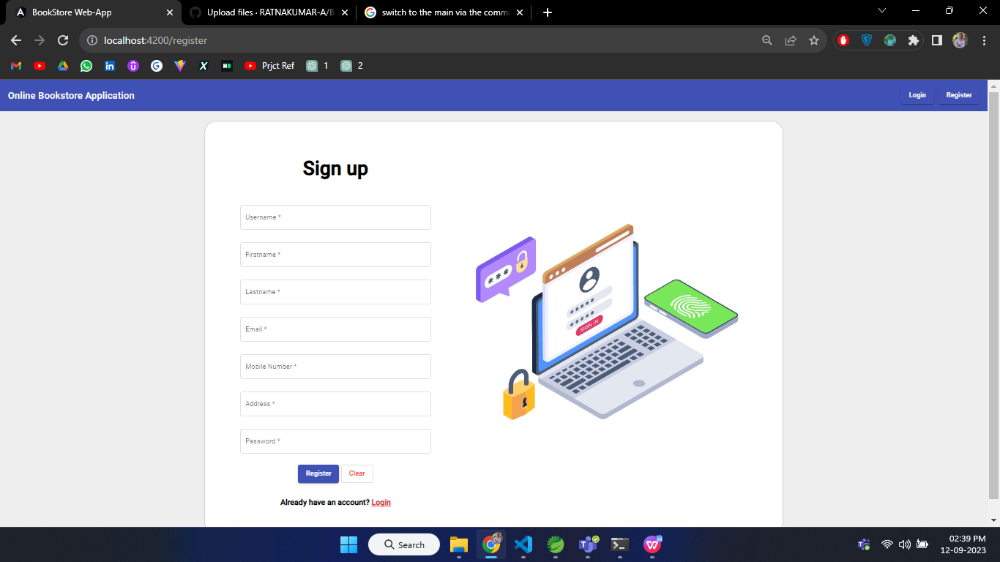 BookStore Web-App
Upload files · RATNAKUMAR-A/B
switch to the main via the comma
localhost:4200/register
Prjct Ref
1
2
Online Bookstore Application
Login
Register
Sign up
Username *
Firstname *
Lastname *
Email *
Mobile Number *
Address *
Password *
Register
Clear
Already have an account? Login
* * *
SIGN IN
Search
02:39 PM
12-09-2023